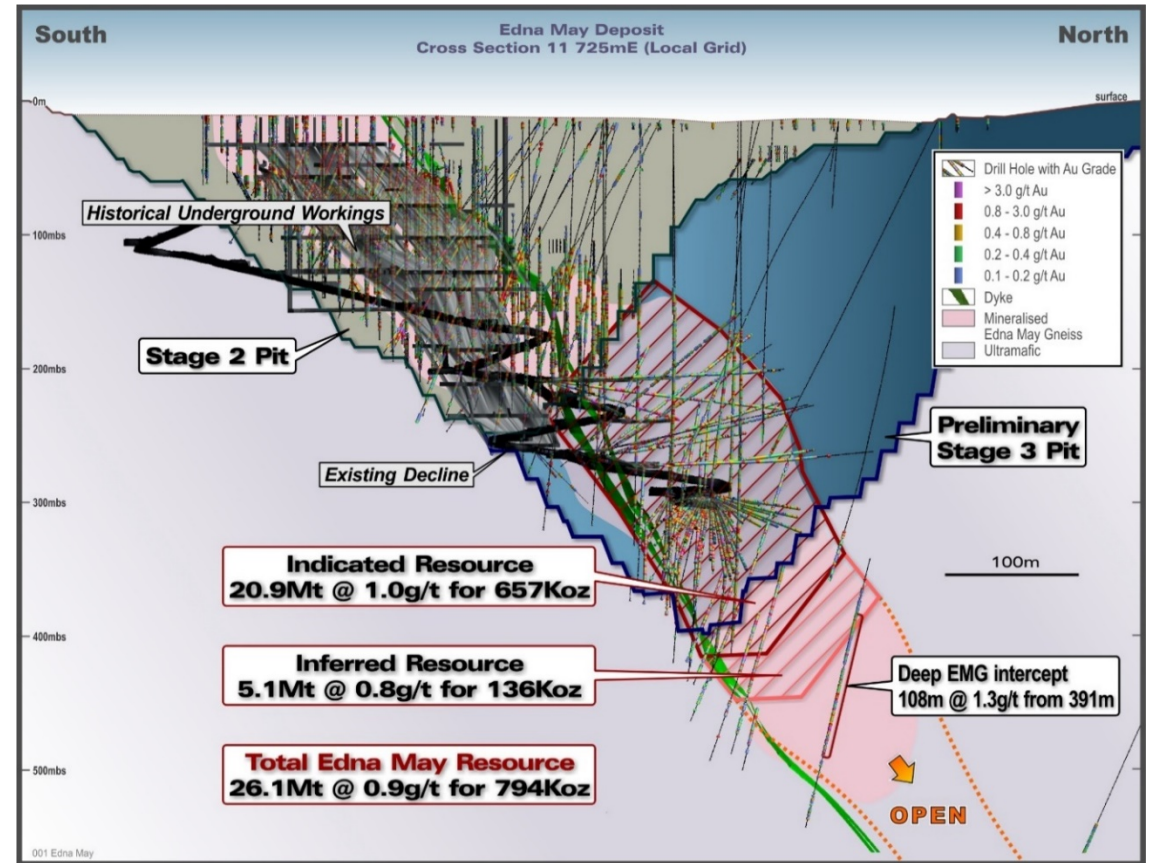 South
Edna May Deposit
Cross Section 11 725mE (Local Grid)
North
0m
surface
Drill Hole with Au Grade
> 3.0 g/t Au
0.8 - 3.0 g/t Au
0.4 - 0.8 g/t Au
0.2 - 0.4 g/t Au
0.1 - 0.2 g/t Au
Dyke
Mineralised
Edna May Gneiss
Ultramafic
Historical Underground Workings
100mbs
Stage 2 Pit
200mbs
Preliminary
Stage 3 Pit
Existing Decline
300mbs
Indicated Resource
20.9Mt @ 1.0g/t for 657Koz
100m
400mbs
Inferred Resource
5.1Mt @ 0.8g/t for 136Koz
Deep EMG intercept
108m @ 1.3g/t from 391m
Total Edna May Resource
26.1Mt @ 0.9g/t for 794Koz
500mbs
OPEN
001 Edna May